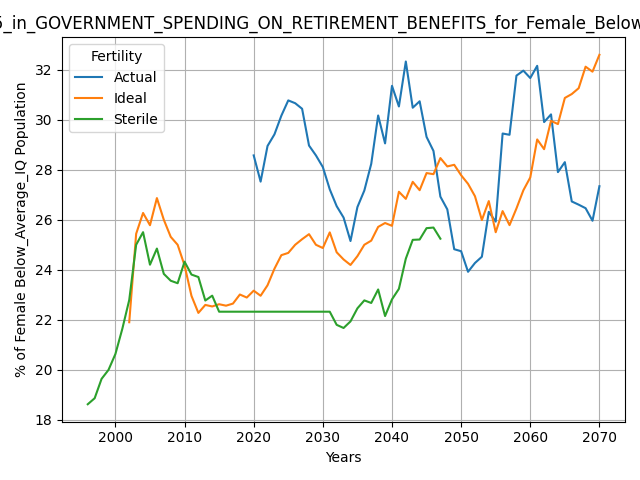 _in_GOVERNMENT_SPENDING_ON_RETIREMENT_BENEFITS_for_Female_Below
Fertility
Actual
Ideal
Sterile
% of Female Below_Average_IQ Population
32
30
28
26
24
22
20
18
2000
2010
2020
2030
2040
2050
2060
2070
Years